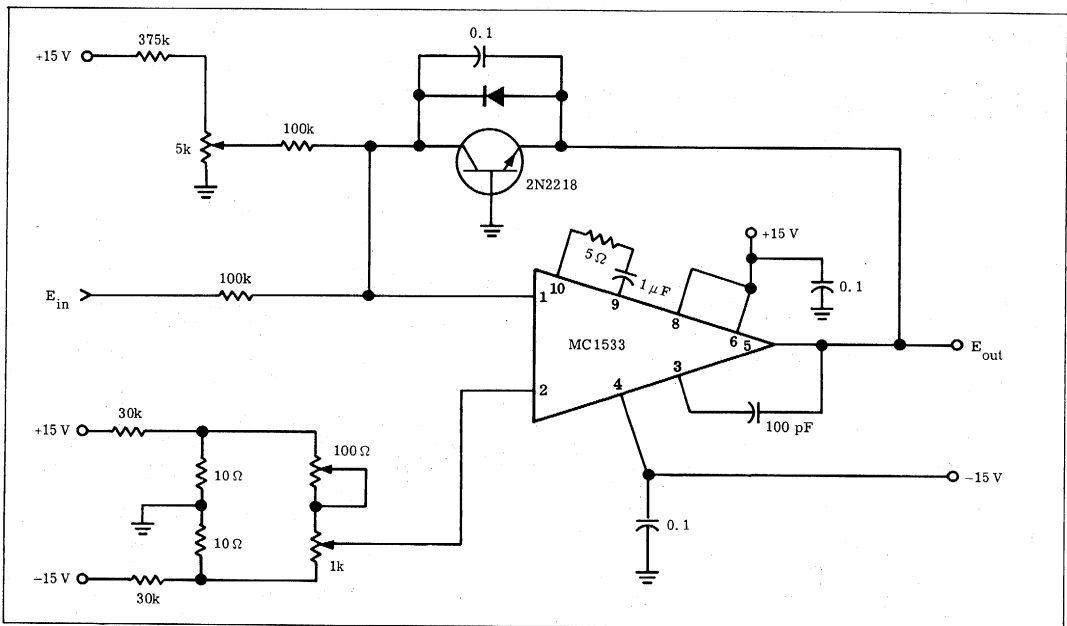 375k
0.1
+15 V
5k
100k
2N2218
+15 V
5Ω
1 μF
0.1
100k
E in
1
10
9
8
6
5
MC1533
E out
2
4
3
100 pF
30k
+15 V
100 Ω
10 Ω
10 Ω
-15 V
0.1
-15 V
1k
30k